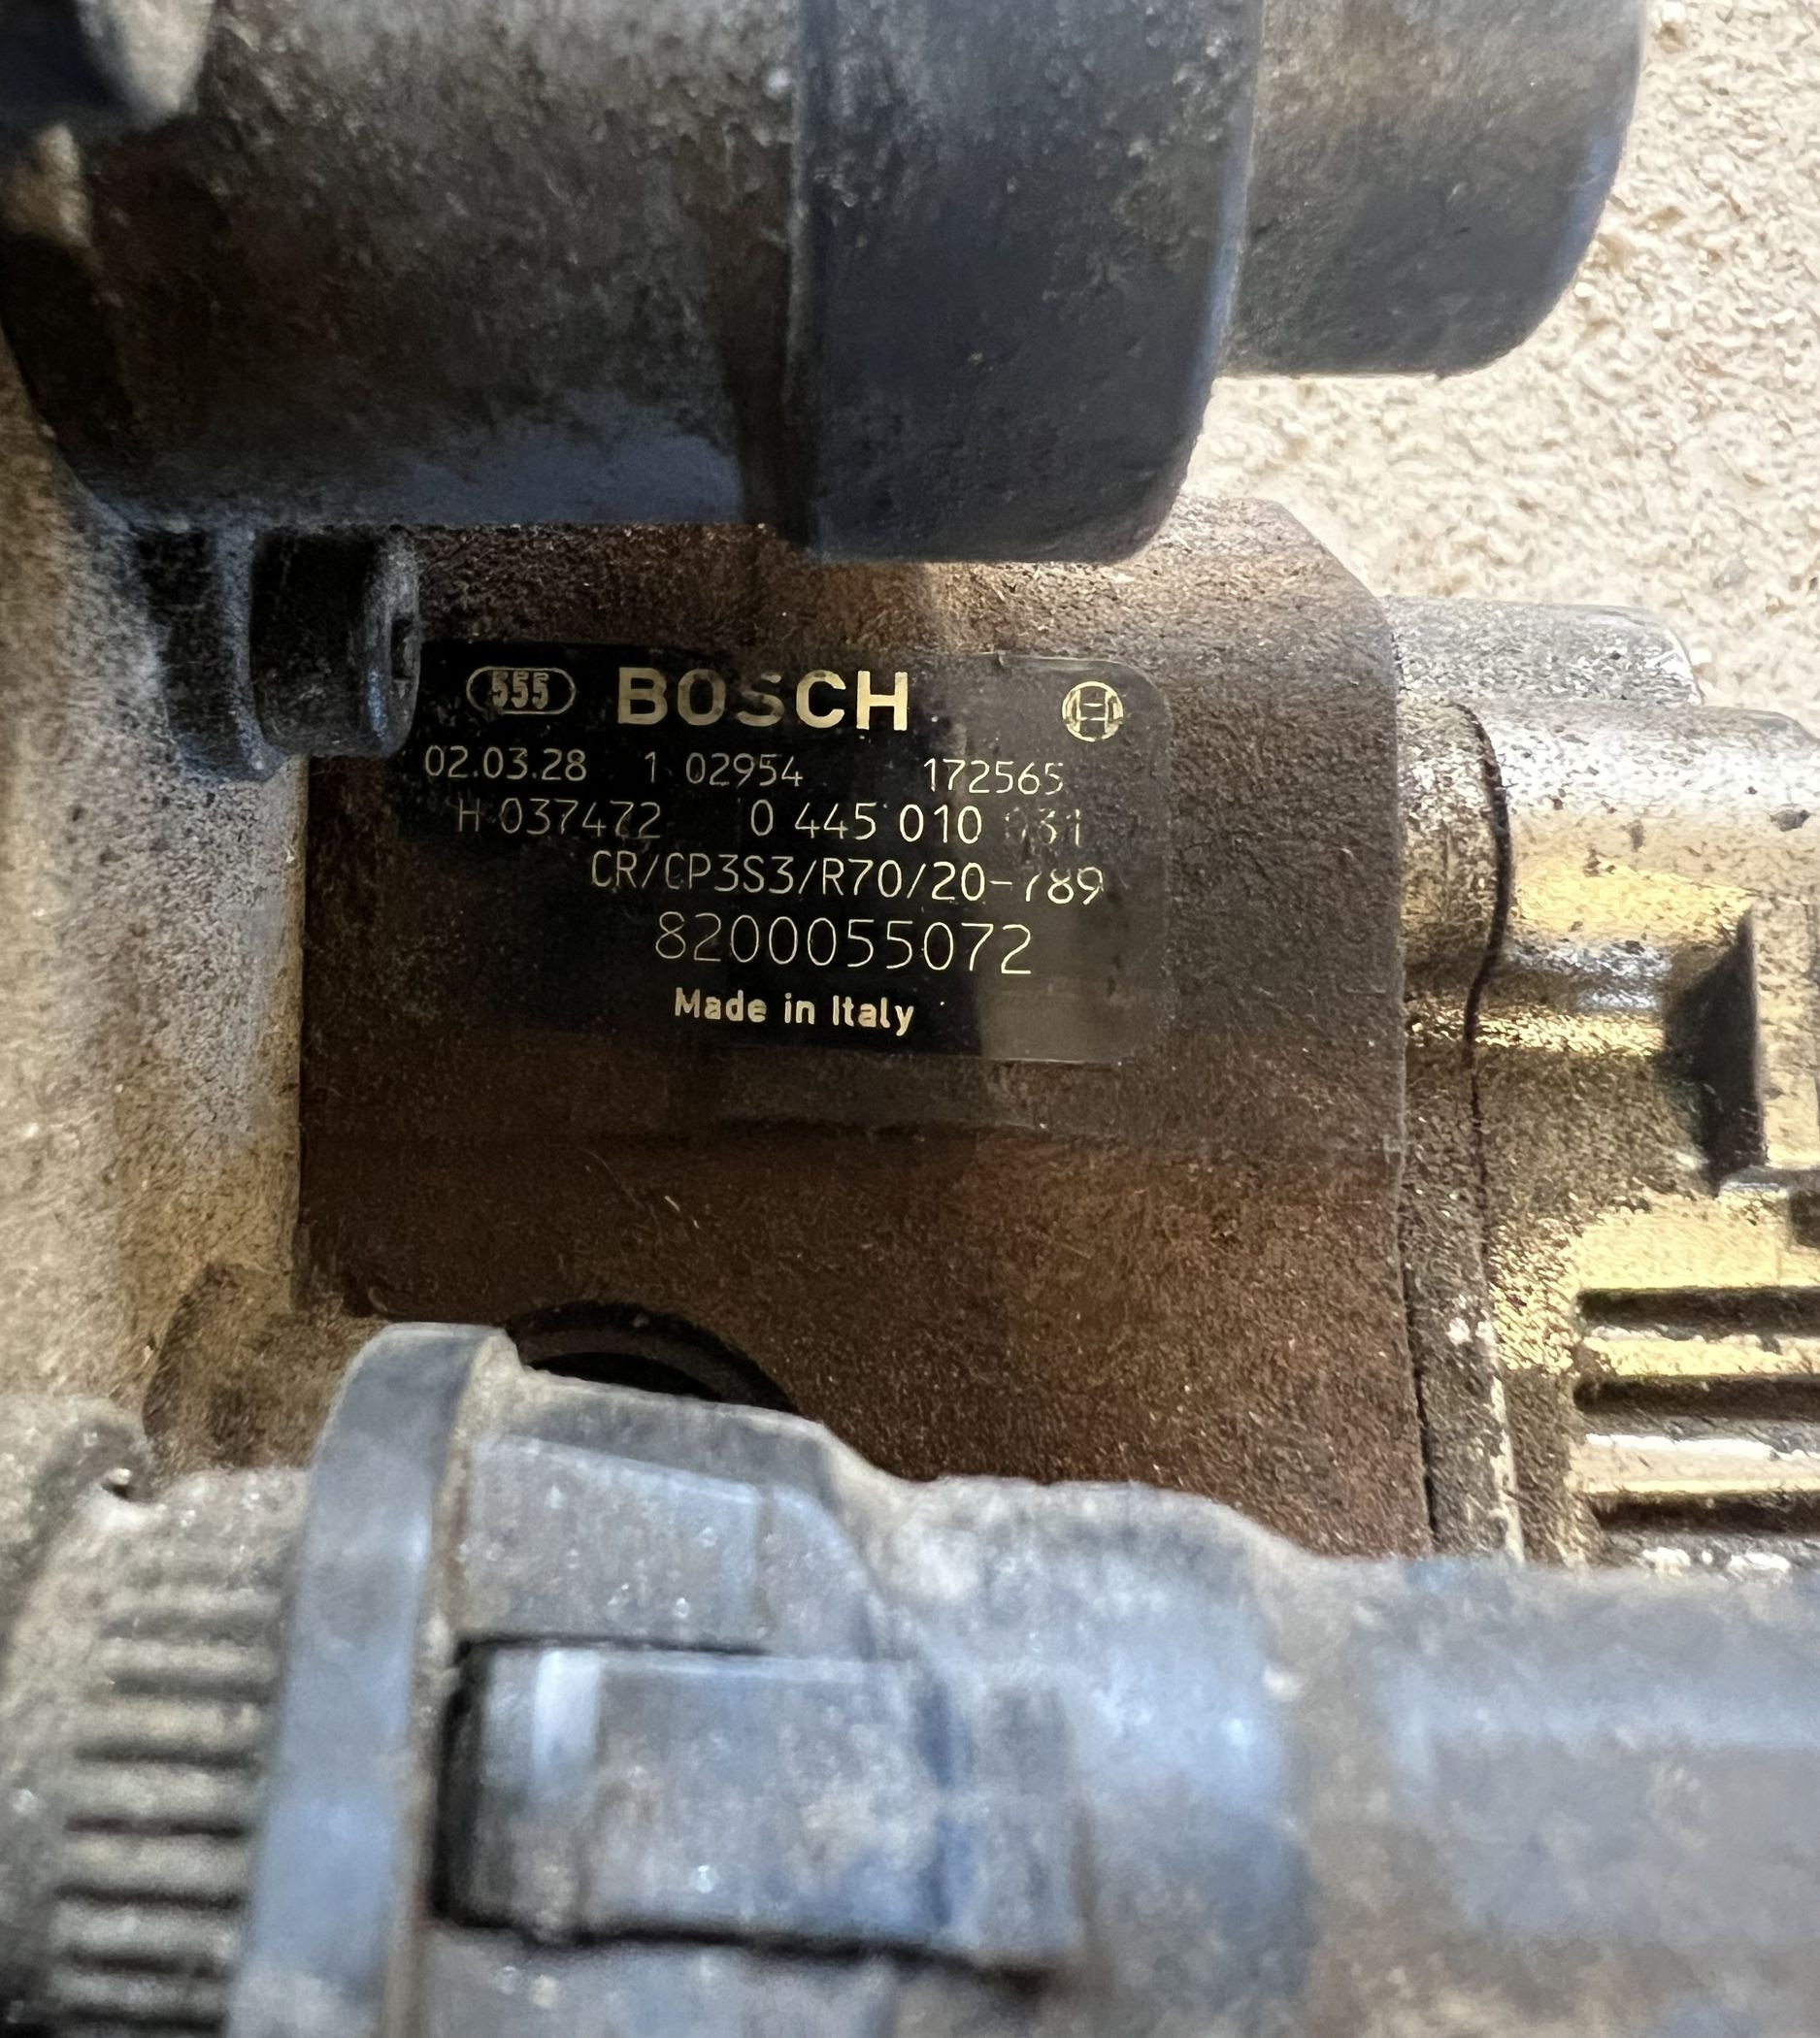 555 BOSCH
02.03.28 1 02954 172565
H 037472 0 445 010 031
CR/CP3S3/R70/20-789
8200055072
Made in Italy